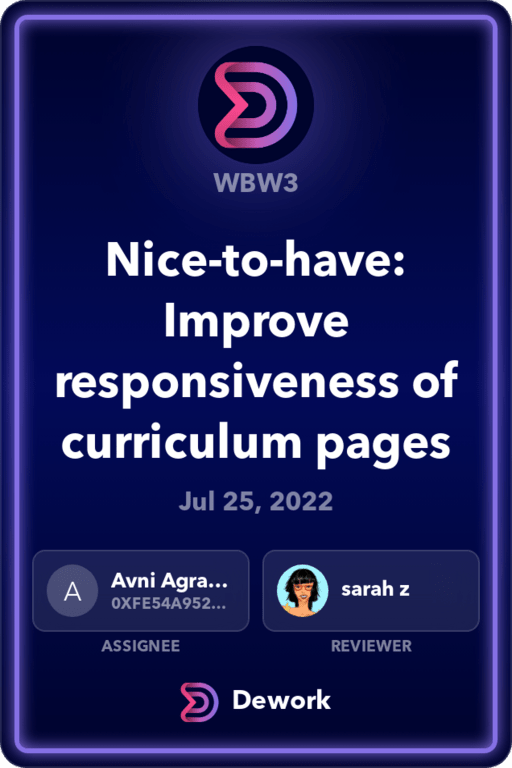 WBW3
Nice-to-have:
Improve
responsiveness of
curriculum pages
Jul 25, 2022
A
Avni Agra...
0XFE54A952...
sarah z
ASSIGNEE
REVIEWER
Dework